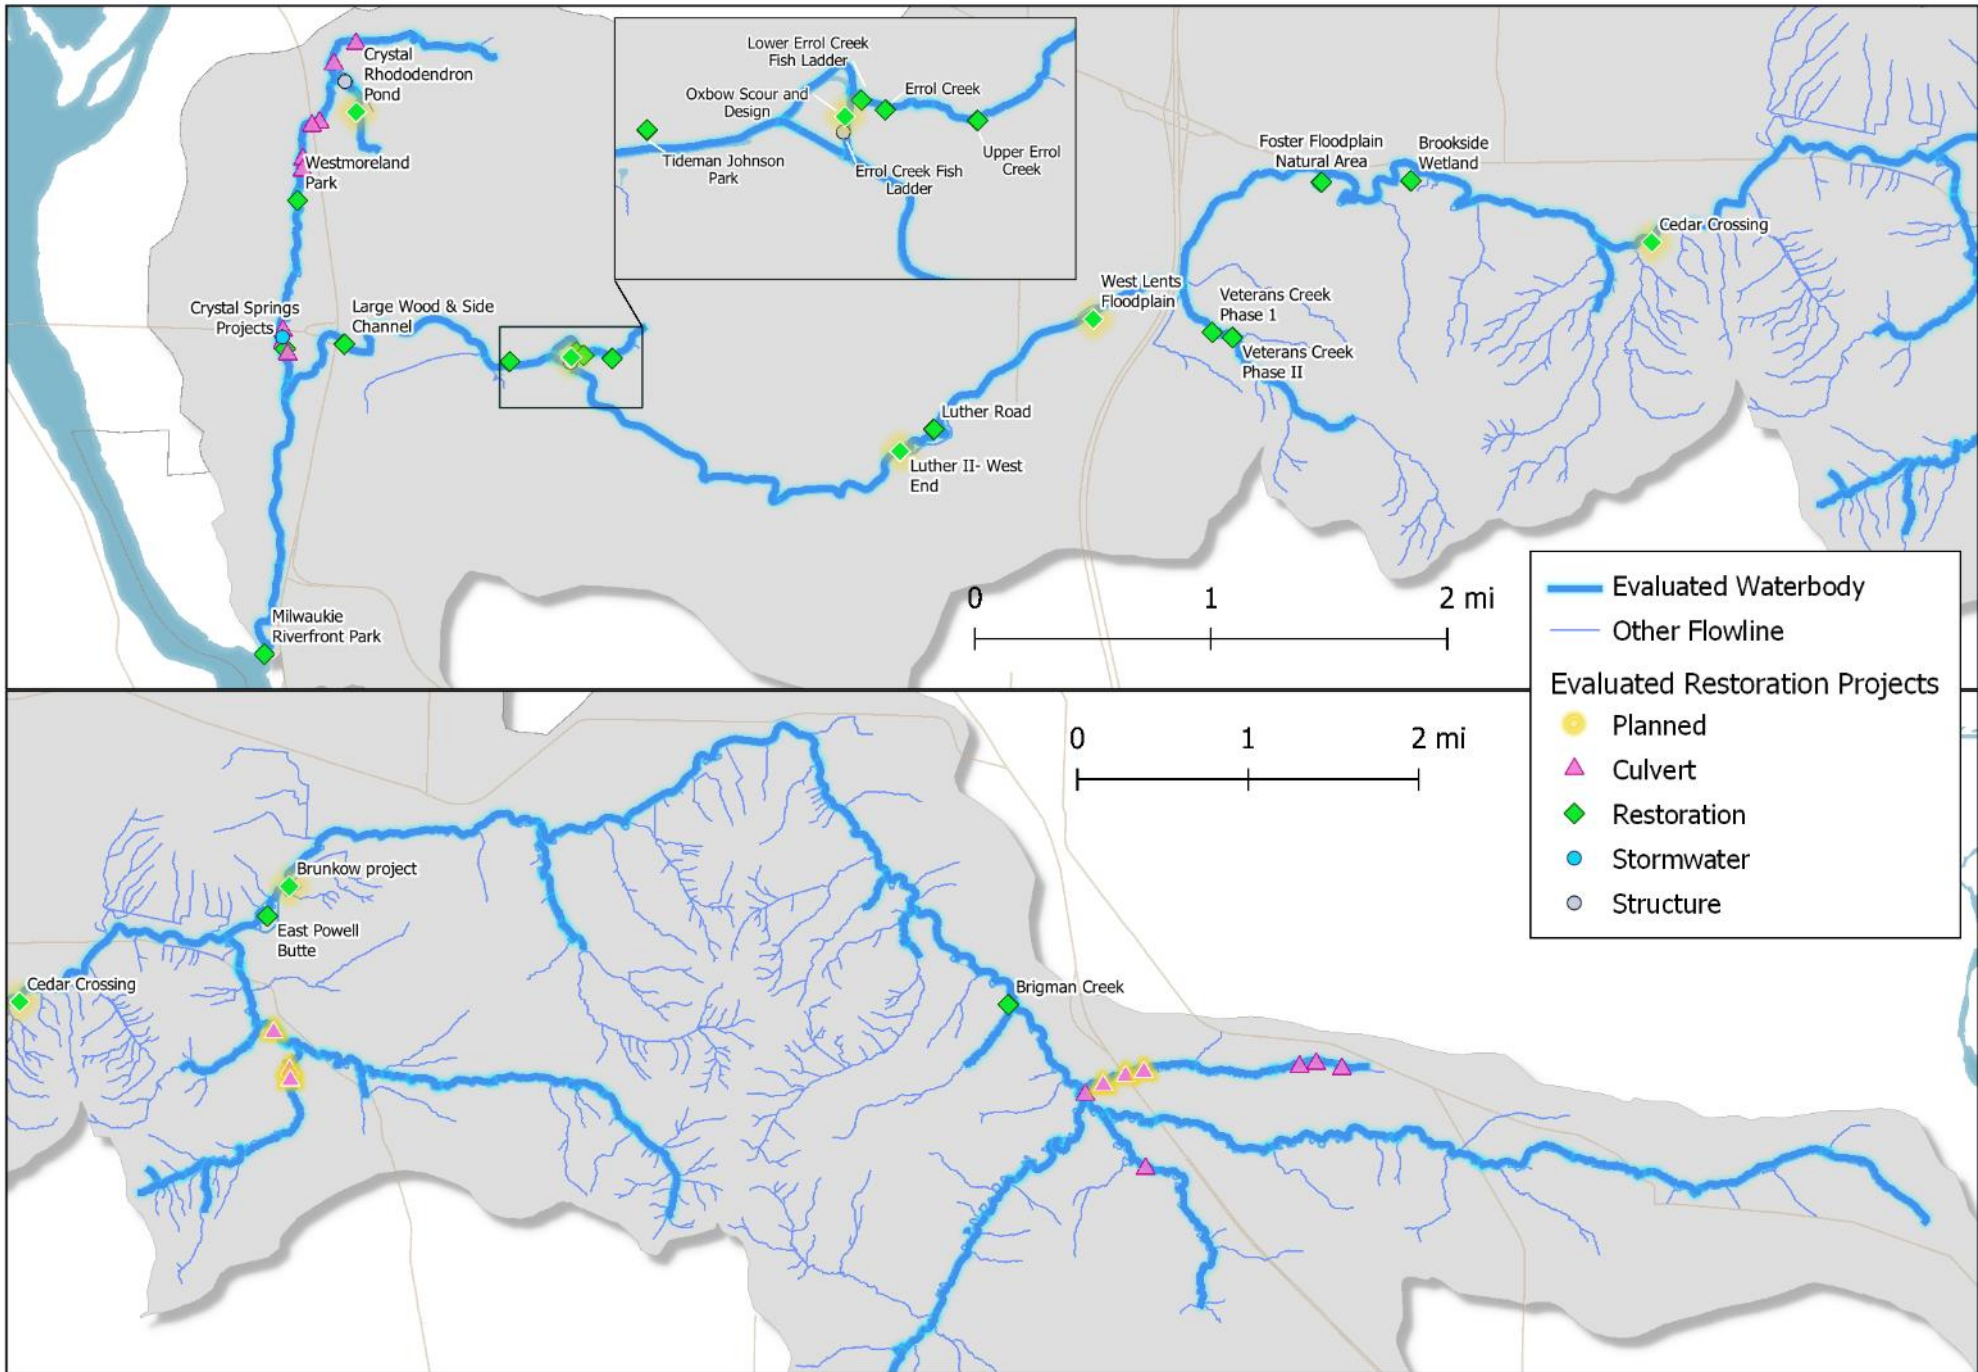 Crystal
Rhododendron
Pond
Westmoreland
Park
Crystal Springs
Projects
Large Wood & Side
Channel
Milwaukie
Riverfront Park
Lower Errol Creek
Fish Ladder
Oxbow Scour and
Design
Errol Creek
Tideman Johnson
Park
Errol Creek Fish
Ladder
Upper Errol
Creek
Luther Road
Luther II- West
End
West Lents
Floodplain
Veterans Creek
Phase 1
Veterans Creek
Phase II
Foster Floodplain
Natural Area
Brookside
Wetland
Cedar Crossing
0 1 2 mi
Evaluated Waterbody
Other Flowline
Evaluated Restoration Projects
Planned
Culvert
Restoration
Stormwater
Structure
0 1 2 mi
Brunkow project
East Powell
Butte
Cedar Crossing
Brigman Creek